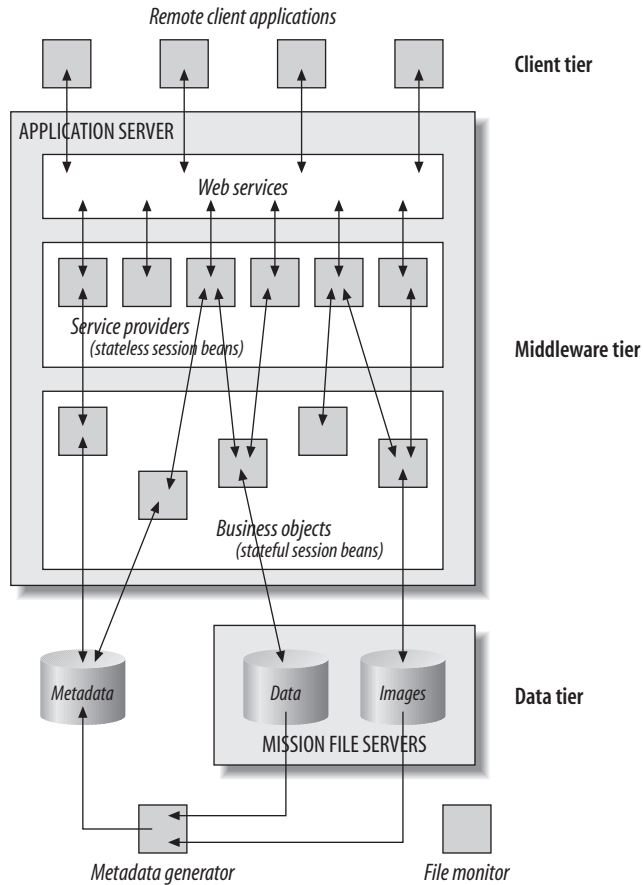 Remote client applications
Client tier
APPLICATION SERVER
Web services
Service providers
(stateless session beans)
Middleware tier
Business objects
(stateful session beans)
Metadata
Data
Images
Data tier
MISSION FILE SERVERS
Metadata generator
File monitor